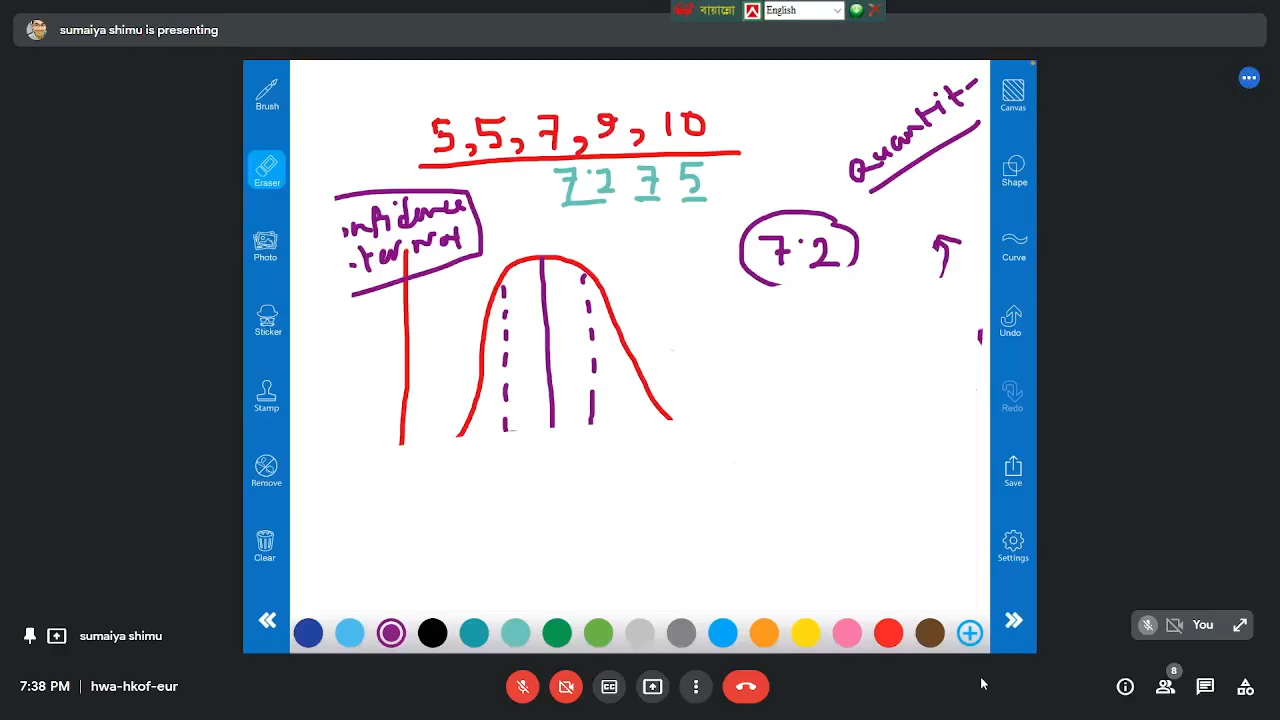 বায়ান্নো English
sumaiya shimu is presenting
Brush
Eraser
Photo
Sticker
Stamp
Remove
Clear
5, 5, 7, 9, 10
7.2 7 5
Quantit-
7.2
Canvas
Shape
Curve
Undo
Redo
Save
Settings
sumaiya shimu
You
7:38 PM
hwa-hkof-eur
8